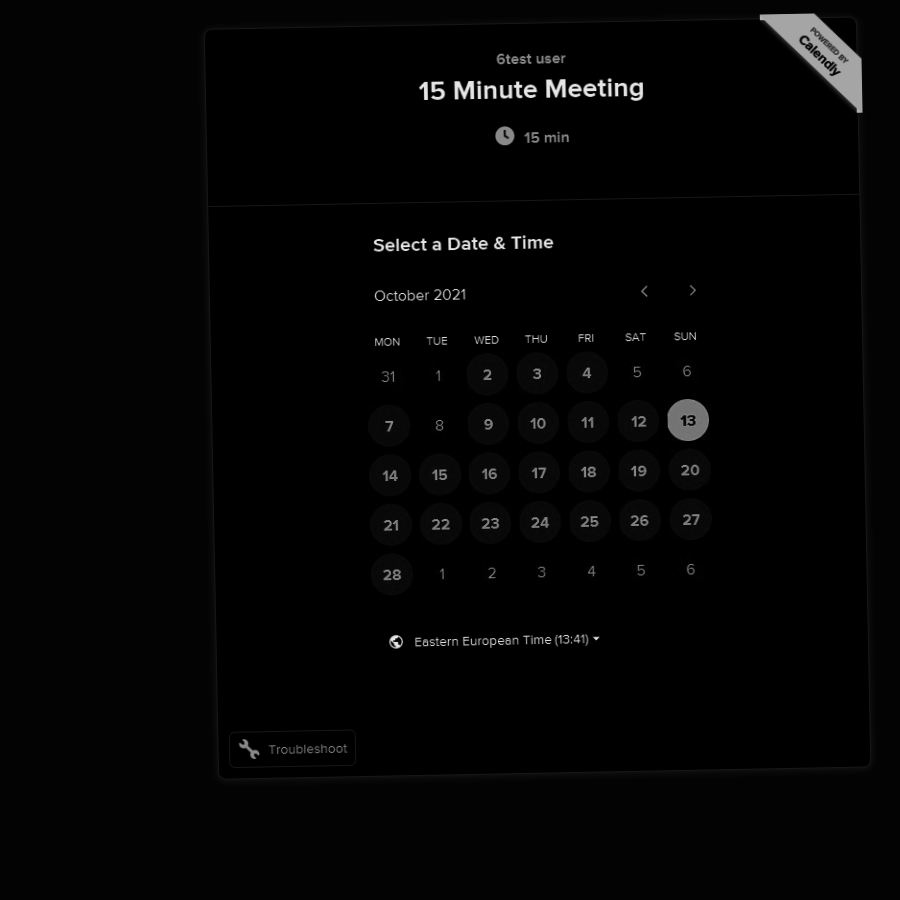 POWERED BY
Calendly
6test user
15 Minute Meeting
15 min
Select a Date & Time
October 2021
MON TUE WED THU FRI SAT SUN
31 1 2 3 4 5 6
7 8 9 10 11 12 13
14 15 16 17 18 19 20
21 22 23 24 25 26 27
28 1 2 3 4 5 6
Eastern European Time (13:41)
Troubleshoot